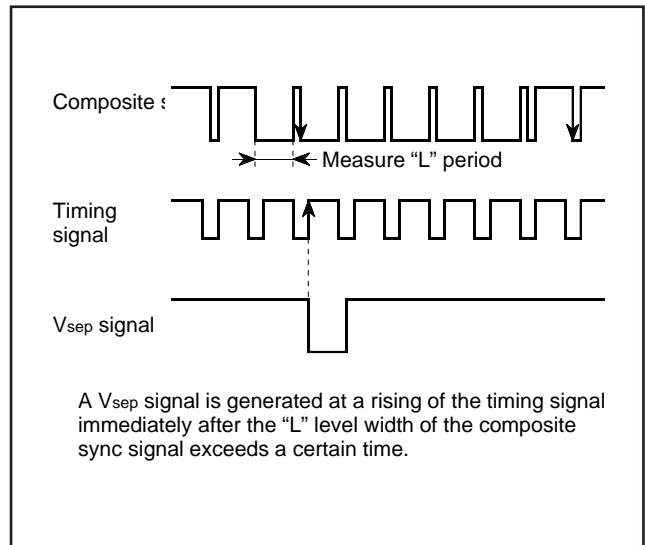 Composite
Measure “L” period
Timing
signal
Vsep signal
A Vsep signal is generated at a rising of the timing signal
immediately after the “L” level width of the composite
sync signal exceeds a certain time.